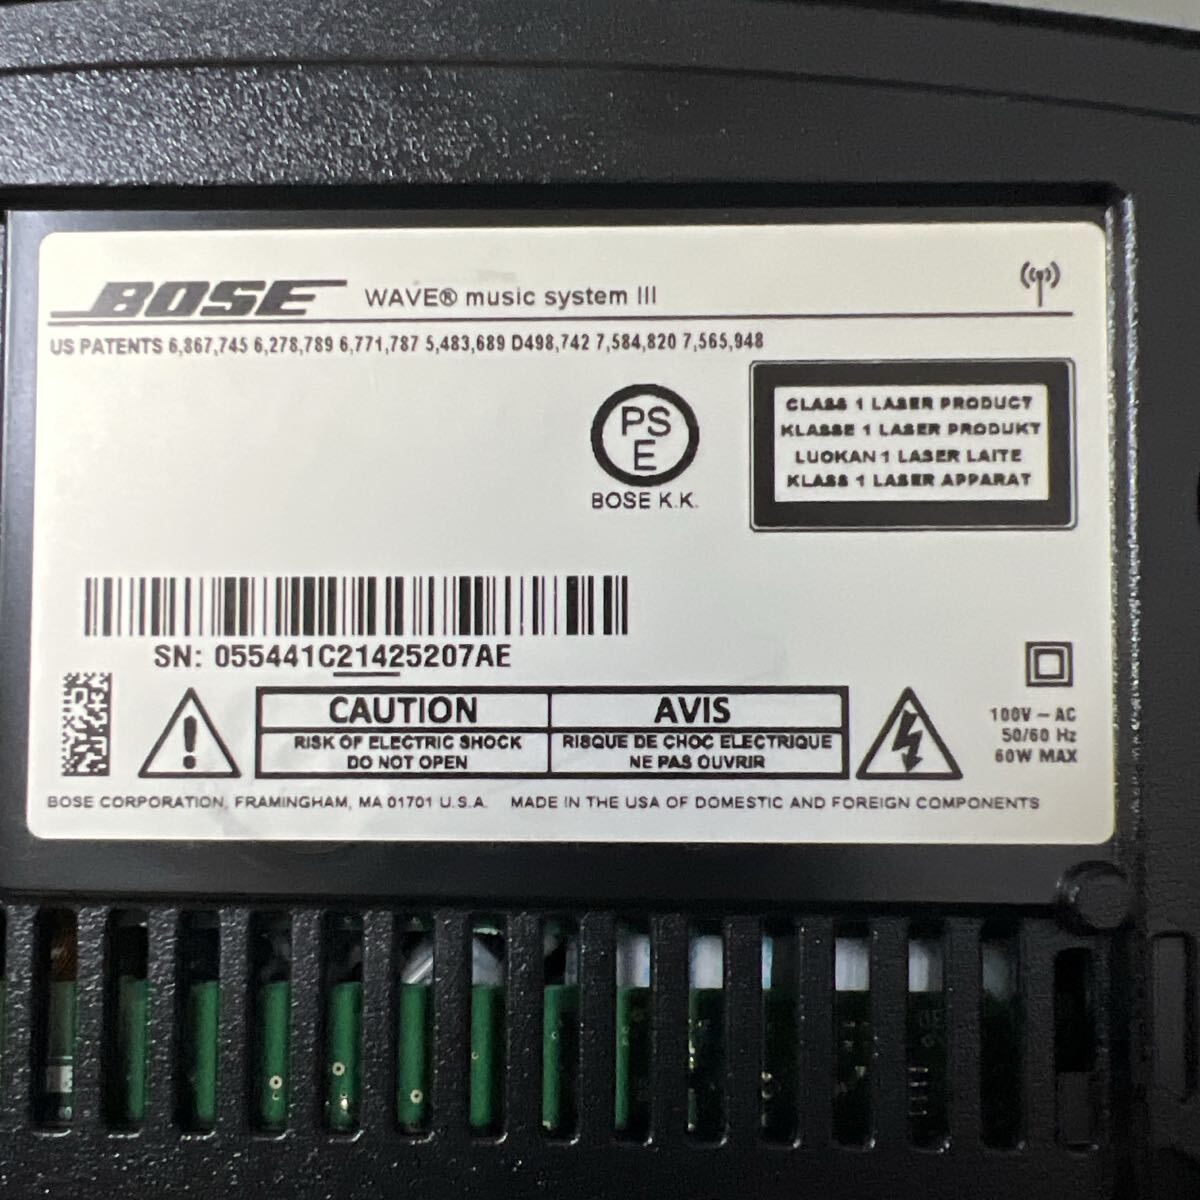 BOSE WAVE® music system III
US PATENTS 6,867,745 6,278,789 6,771,787 5,483,689 D498,742 7,584,820 7,565,948
PS
E
BOSE K.K.
CLASS 1 LASER PRODUCT
KLASSE 1 LASER PRODUKT
LUOKAN 1 LASER LAITE
KLASS 1 LASER APPARAT
SN: 055441C21425207AE
CAUTION
RISK OF ELECTRIC SHOCK
DO NOT OPEN
AVIS
RISQUE DE CHOC ELECTRIQUE
NE PAS OUVRIR
100V ~ AC
50/60 Hz
60W MAX
BOSE CORPORATION, FRAMINGHAM, MA 01701 U.S.A. MADE IN THE USA OF DOMESTIC AND FOREIGN COMPONENTS